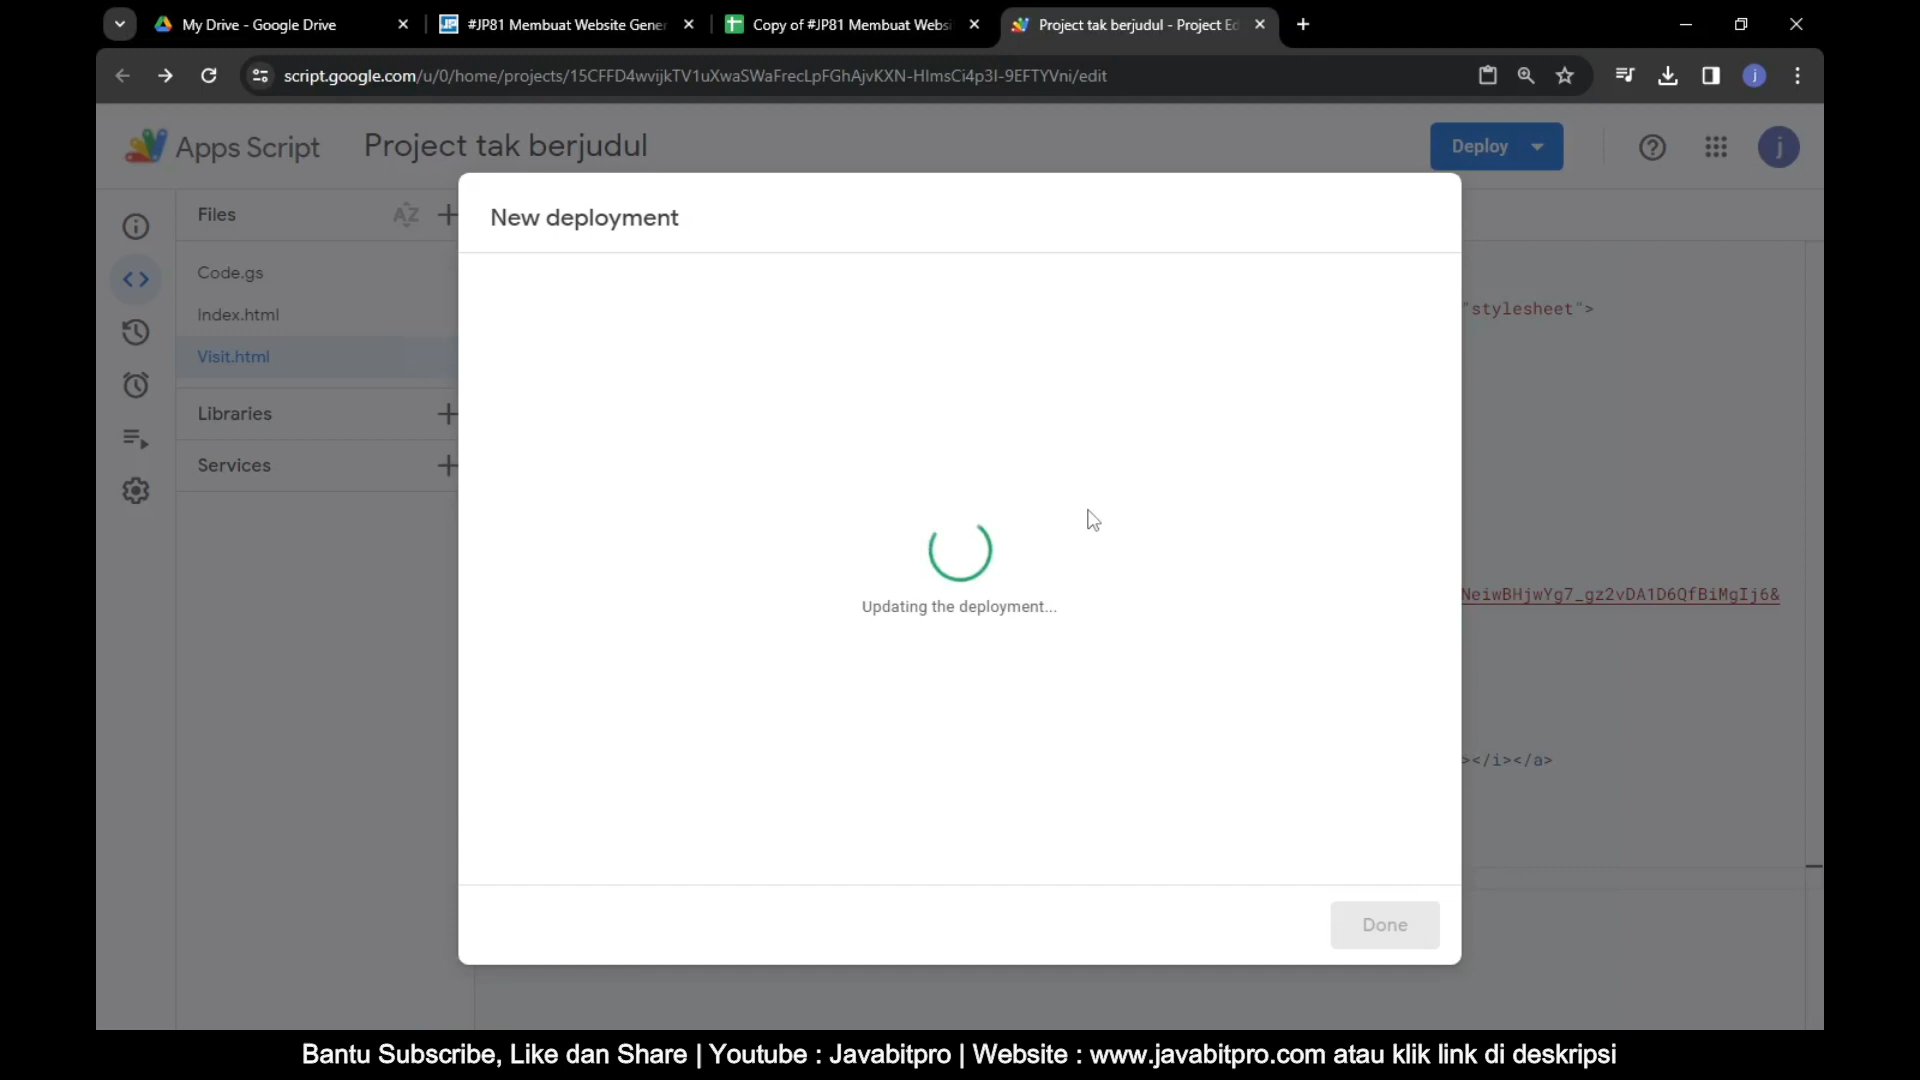 My Drive - Google Drive
#JP81 Membuat Website Gener
Copy of #JP81 Membuat Websi
Project tak berjudul - Project Ed
script.google.com/u/0/home/projects/15CFFD4wvijkTV1uXwaSWaFrecLpFGhAjvKXN-HImsCi4p3I-9EFTYVni/edit
j
Apps Script
Project tak berjudul
Deploy
j
Files
AZ
New deployment
Code.gs
Index.html
"stylesheet">
Visit.html
Libraries
Services
NeiwBHjwYg7_gz2vDA1D6QfBiMgIj6&
Updating the deployment...
></i></a>
Done
Bantu Subscribe, Like dan Share | Youtube : Javabitpro | Website : www.javabitpro.com atau klik link di deskripsi